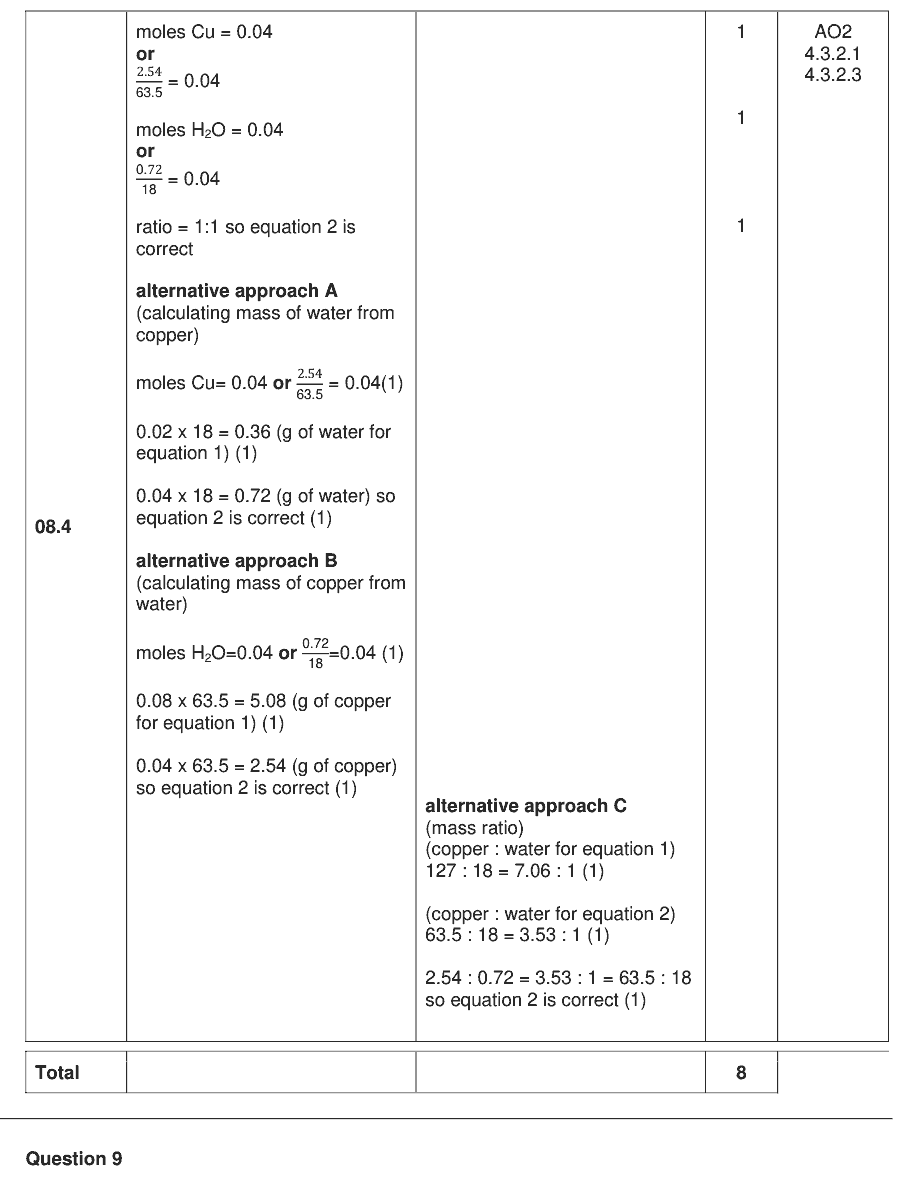 08.4
moles Cu = 0.04
or
2.54/63.5 = 0.04
moles H₂O = 0.04
or
0.72/18 = 0.04
ratio = 1:1 so equation 2 is
correct
alternative approach A
(calculating mass of water from
copper)
moles Cu= 0.04 or 2.54/63.5 = 0.04(1)
0.02 x 18 = 0.36 (g of water for
equation 1) (1)
0.04 x 18 = 0.72 (g of water) so
equation 2 is correct (1)
alternative approach B
(calculating mass of copper from
water)
moles H₂O=0.04 or 0.72/18=0.04 (1)
0.08 x 63.5 = 5.08 (g of copper
for equation 1) (1)
0.04 x 63.5 = 2.54 (g of copper)
so equation 2 is correct (1)
alternative approach C
(mass ratio)
(copper : water for equation 1)
127 : 18 = 7.06 : 1 (1)
(copper : water for equation 2)
63.5 : 18 = 3.53 : 1 (1)
2.54 : 0.72 = 3.53 : 1 = 63.5 : 18
so equation 2 is correct (1)
1
1
1
AO2
4.3.2.1
4.3.2.3
Total 8
Question 9